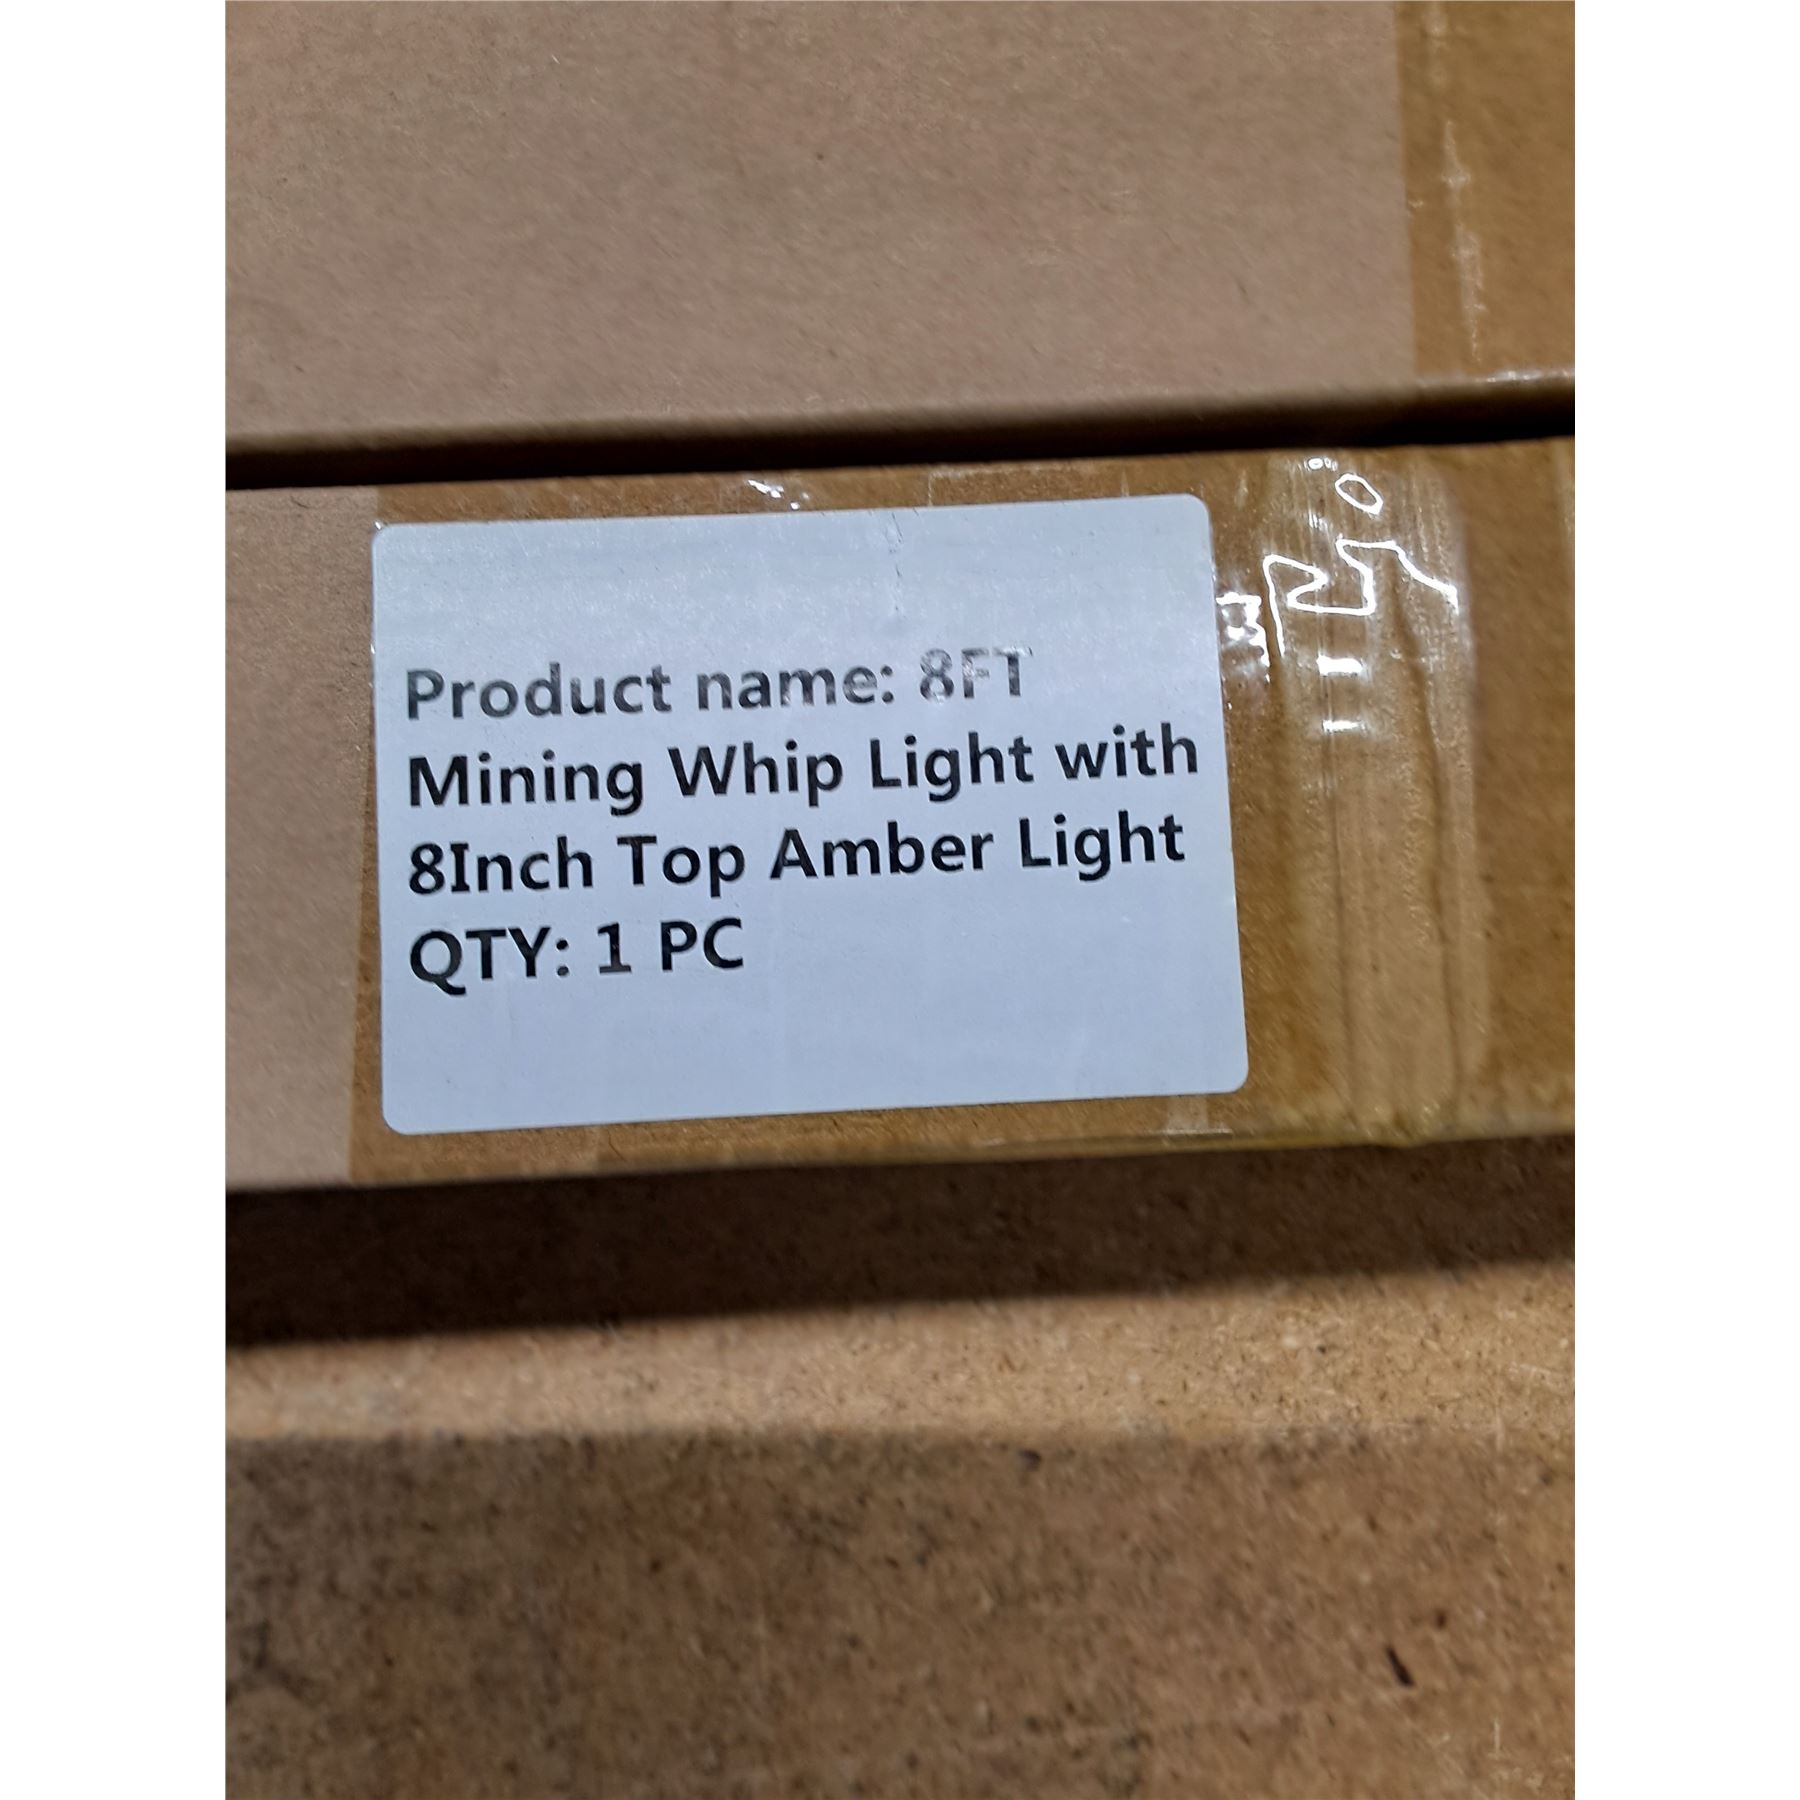 Product name: 8FT
Mining Whip Light with
8Inch Top Amber Light
QTY: 1 PC